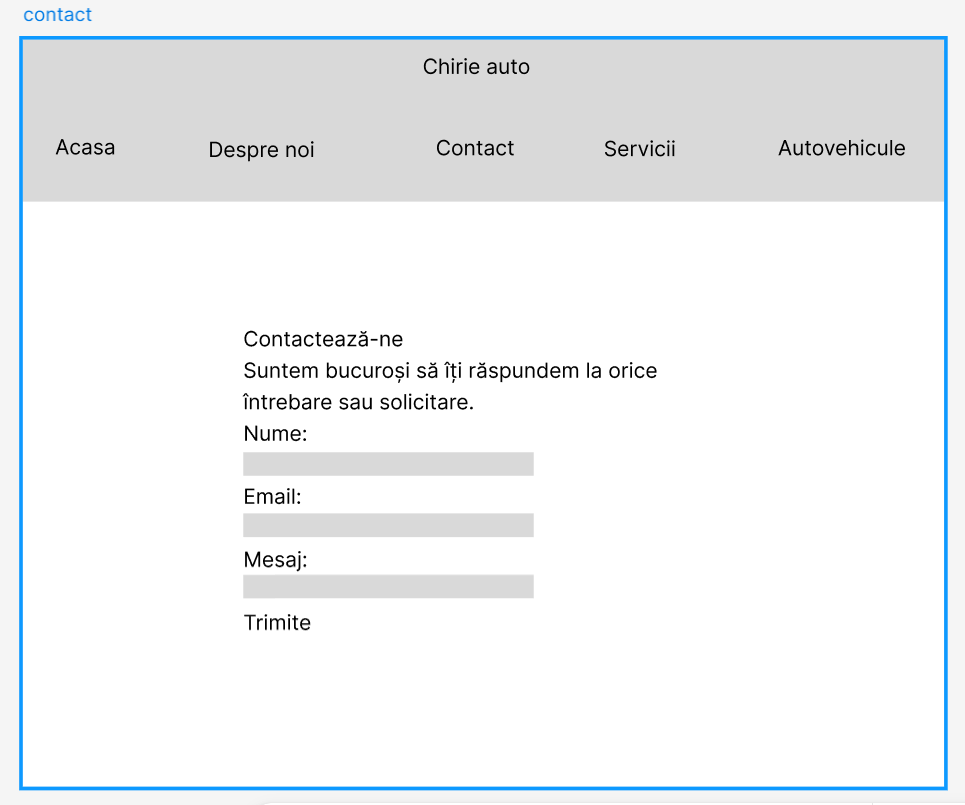 contact
Chirie auto
Acasa Despre noi Contact Servicii Autovehicule
Contactează-ne
Suntem bucuroși să îți răspundem la orice
întrebare sau solicitare.
Nume:
Email:
Mesaj:
Trimite